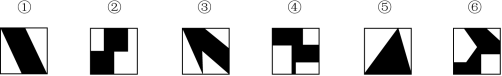 ① ② ③ ④ ⑤ ⑥